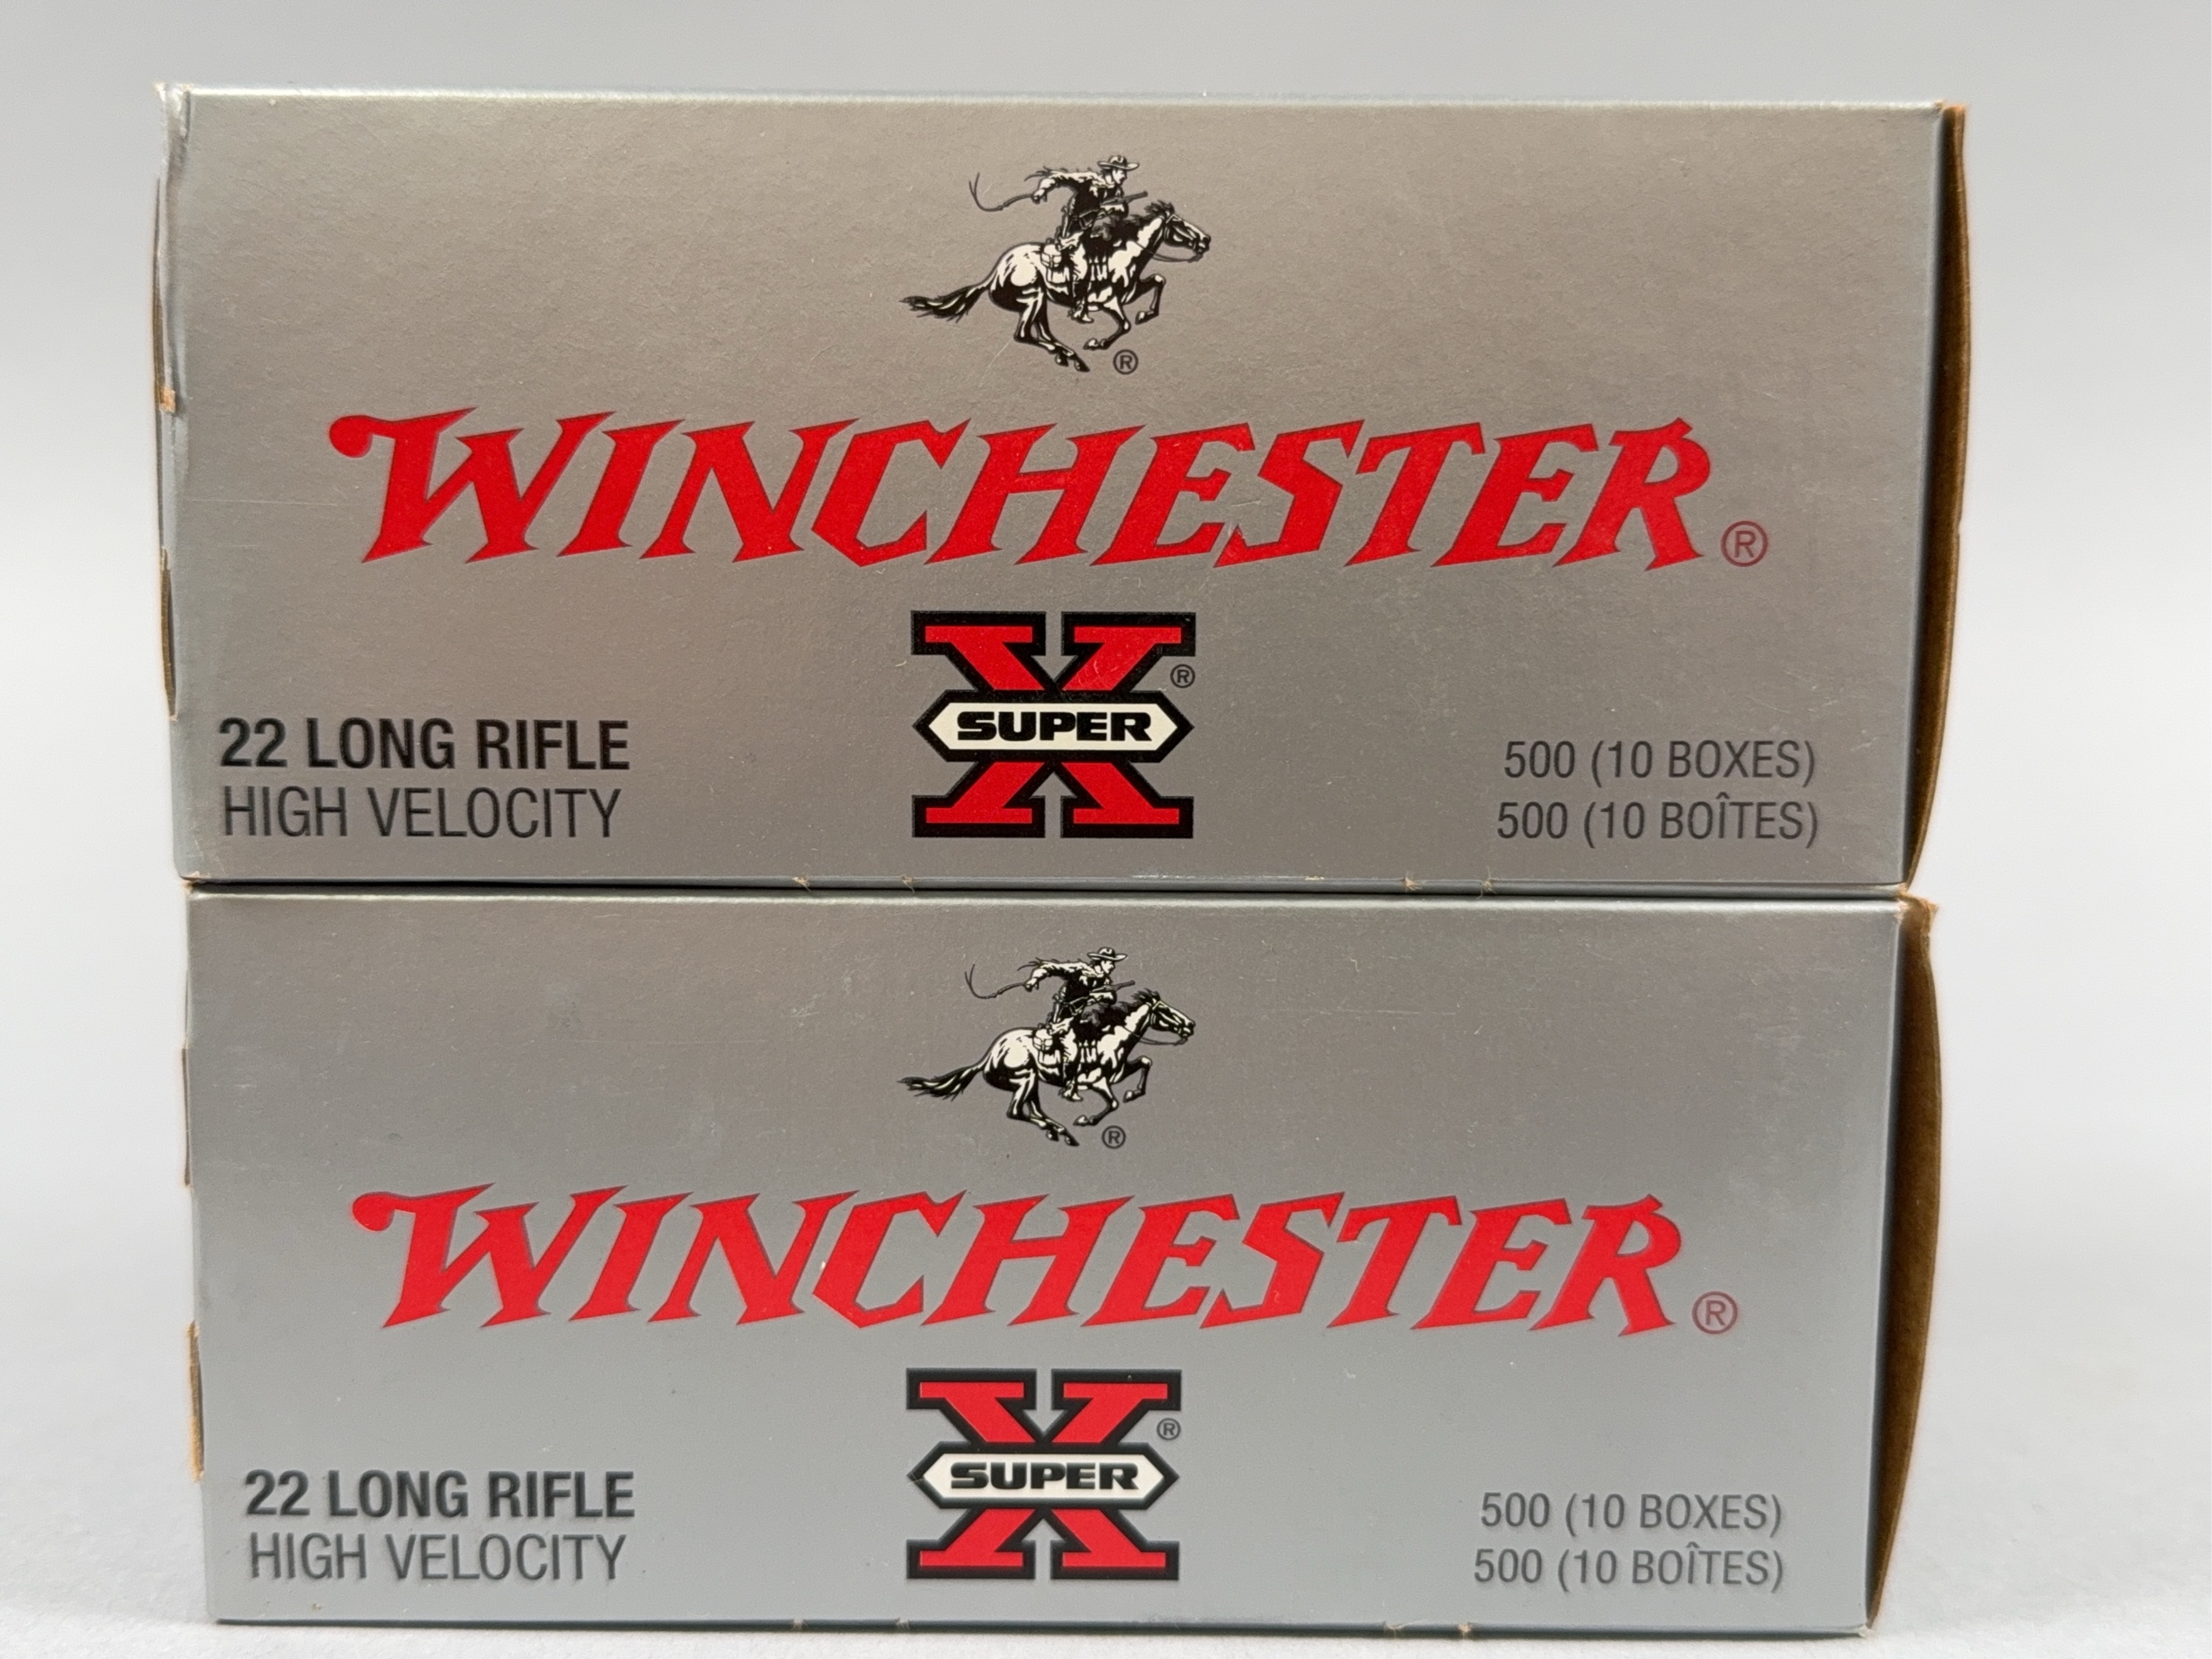 ®
WINCHESTER®
X SUPER ®
22 LONG RIFLE
HIGH VELOCITY
500 (10 BOXES)
500 (10 BOÎTES)
®
WINCHESTER®
X SUPER ®
22 LONG RIFLE
HIGH VELOCITY
500 (10 BOXES)
500 (10 BOÎTES)